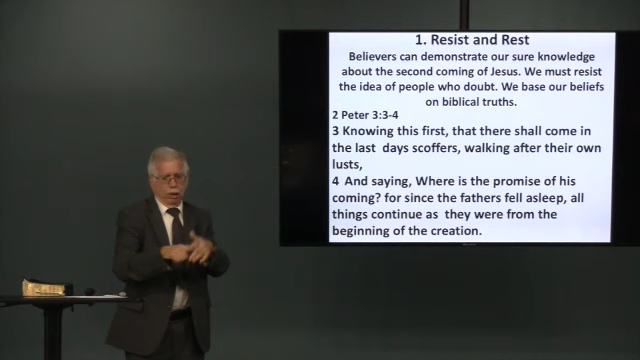 1. Resist and Rest
Believers can demonstrate our sure knowledge
about the second coming of Jesus. We must resist
the idea of people who doubt. We base our beliefs
on biblical truths.
2 Peter 3:3-4
3 Knowing this first, that there shall come in
the last days scoffers, walking after their own
lusts,
4 And saying, Where is the promise of his
coming? for since the fathers fell asleep, all
things continue as they were from the
beginning of the creation.